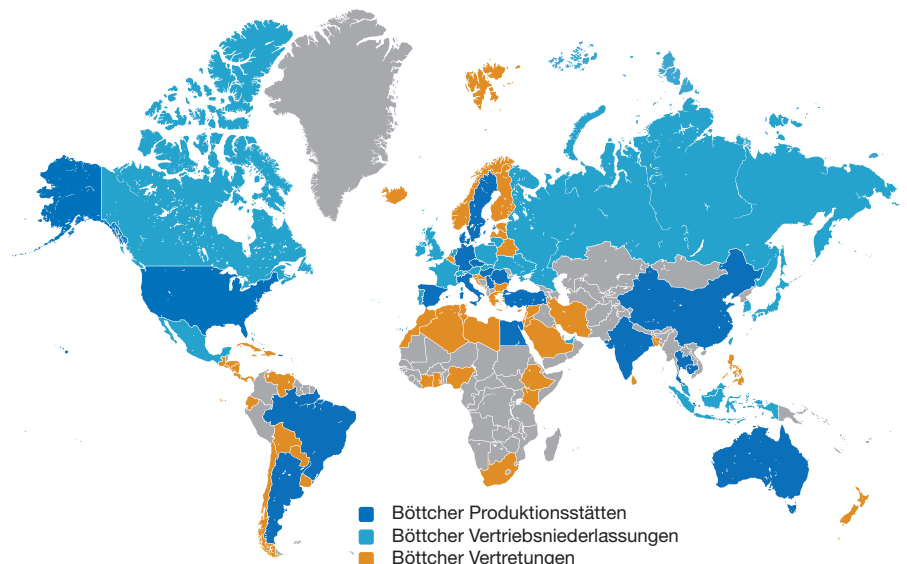 Böttcher Produktionsstätten
Böttcher Vertriebsniederlassungen
Böttcher Vertretungen